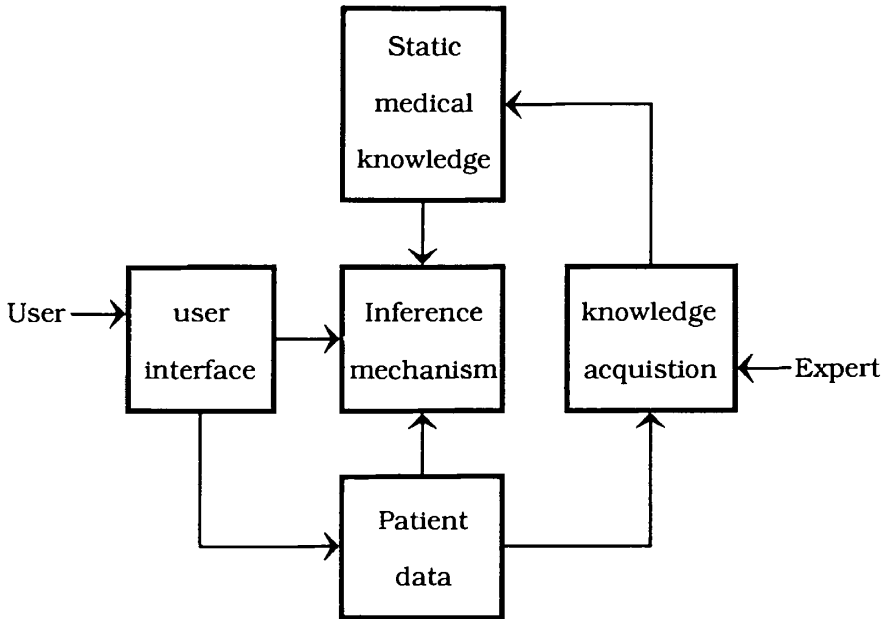 Static
medical
knowledge
User
user
interface
Inference
mechanism
knowledge
acquistion
Expert
Patient
data